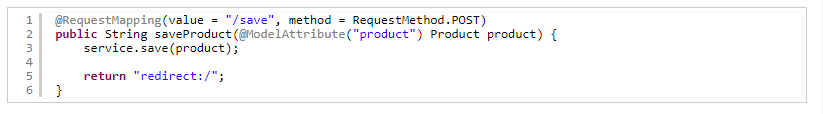 1 @RequestMapping(value = "/save", method = RequestMethod.POST)
2 public String saveProduct(@ModelAttribute("product") Product product) {
3     service.save(product);
4
5     return "redirect:/";
6 }